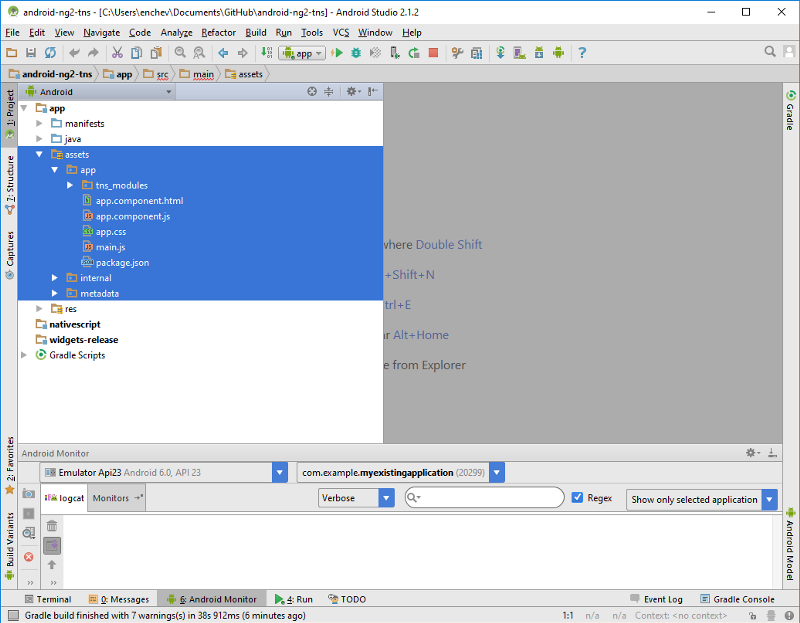 android-ng2-tns - [C:\Users\enchev\Documents\GitHub\android-ng2-tns] - Android Studio 2.1.2
File Edit View Navigate Code Analyze Refactor Build Run Tools VCS Window Help
app
android-ng2-tns app src main assets
1: Project
7: Structure
Captures
2: Favorites
Build Variants
Android
app
manifests
java
assets
app
tns_modules
app.component.html
app.component.js
app.css
main.js
package.json
internal
metadata
res
nativescript
widgets-release
Gradle Scripts
where Double Shift
+Shift+N
trl+E
ar Alt+Home
e from Explorer
Gradle
Android Model
Android Monitor
Emulator Api23 Android 6.0, API 23
com.example.myexistingapplication (20299)
logcat Monitors
Verbose
Regex
Show only selected application
Terminal 0: Messages 6: Android Monitor 4: Run TODO Event Log Gradle Console
Gradle build finished with 7 warnings(s) in 38s 912ms (6 minutes ago) 1:1 n/a n/a Context: <no context>